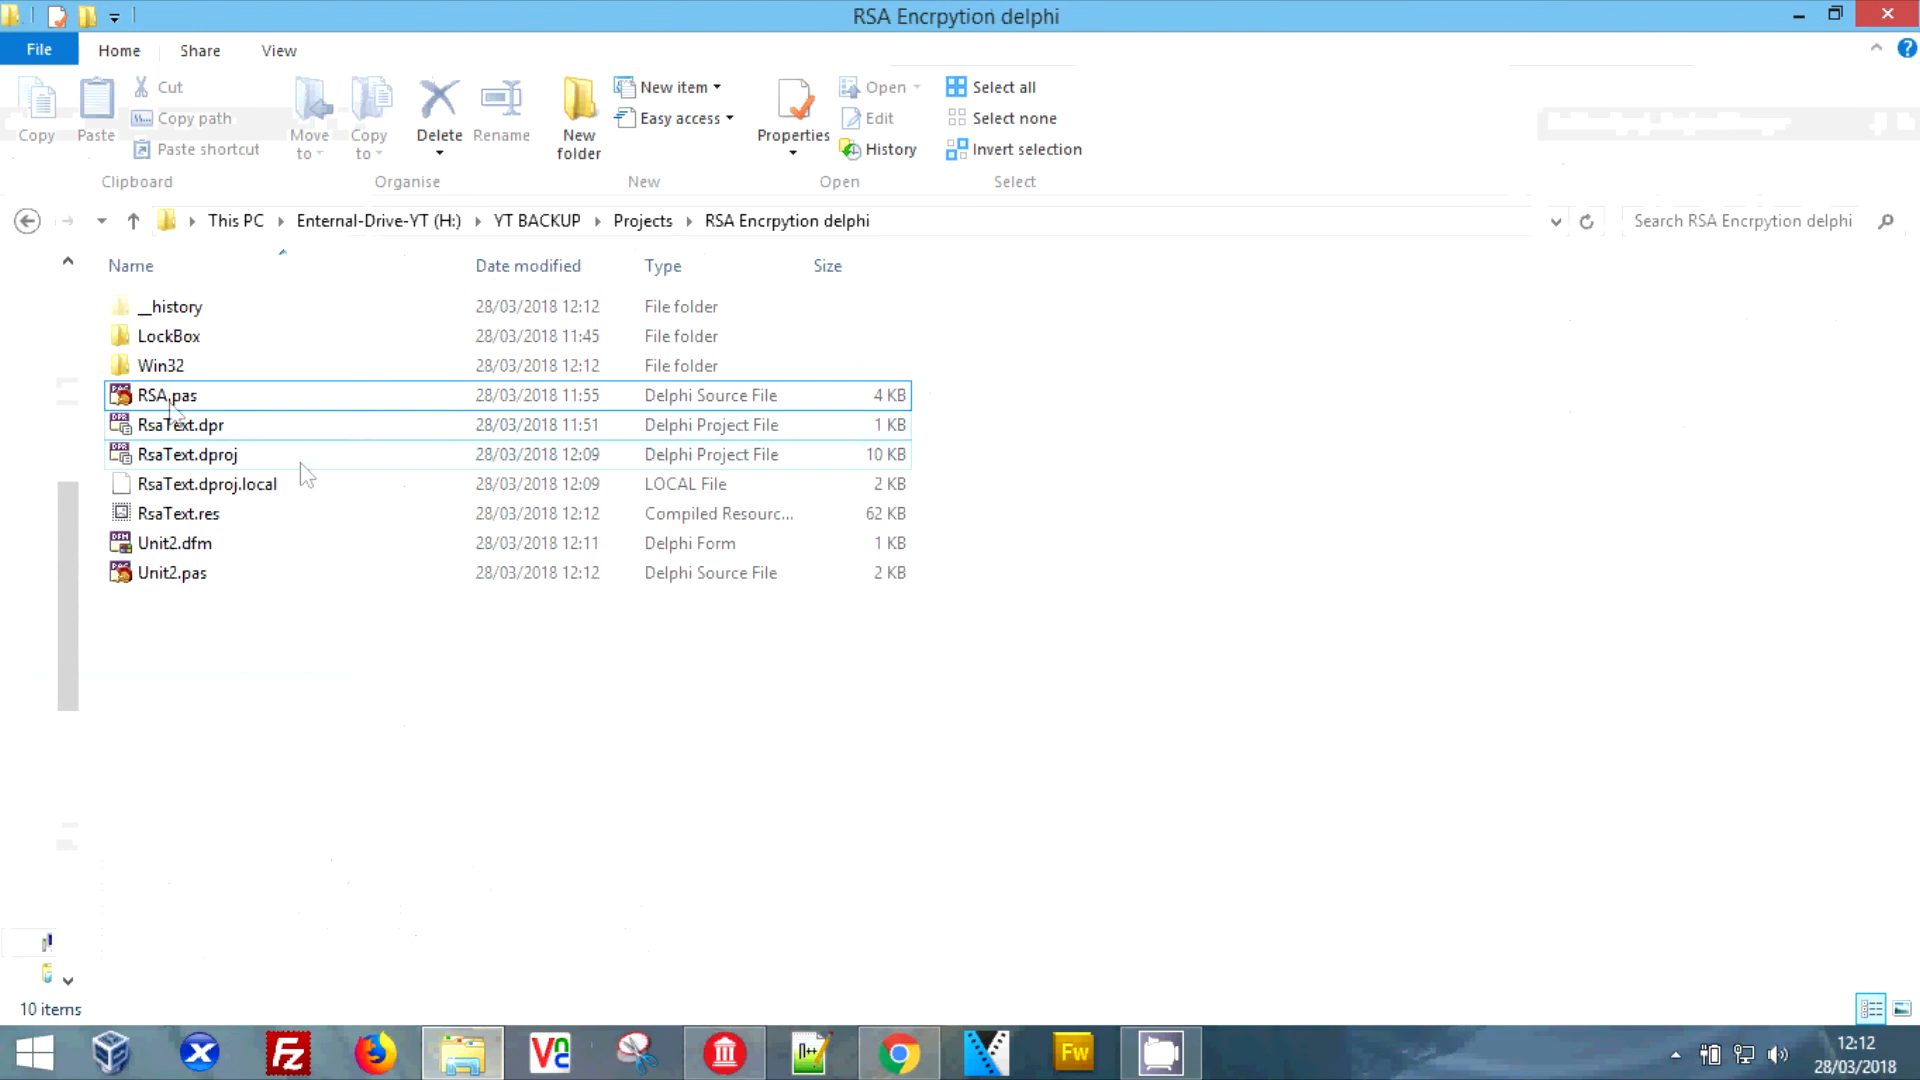 RSA Encrpytion delphi
File Home Share View
Cut
Copy path
Paste shortcut
Copy Paste
Move to
Copy to
Delete Rename
New folder
New item
Easy access
Properties
Open
Edit
History
Select all
Select none
Invert selection
Clipboard Organise New Open Select
This PC Enternal-Drive-YT (H:) YT BACKUP Projects RSA Encrpytion delphi
Search RSA Encrpytion delphi
Name Date modified Type Size
__history 28/03/2018 12:12 File folder
LockBox 28/03/2018 11:45 File folder
Win32 28/03/2018 12:12 File folder
RSA.pas 28/03/2018 11:55 Delphi Source File 4 KB
RsaText.dpr 28/03/2018 11:51 Delphi Project File 1 KB
RsaText.dproj 28/03/2018 12:09 Delphi Project File 10 KB
RsaText.dproj.local 28/03/2018 12:09 LOCAL File 2 KB
RsaText.res 28/03/2018 12:12 Compiled Resourc... 62 KB
Unit2.dfm 28/03/2018 12:11 Delphi Form 1 KB
Unit2.pas 28/03/2018 12:12 Delphi Source File 2 KB
10 items
Fz
VNC
n++
Fw
12:12
28/03/2018